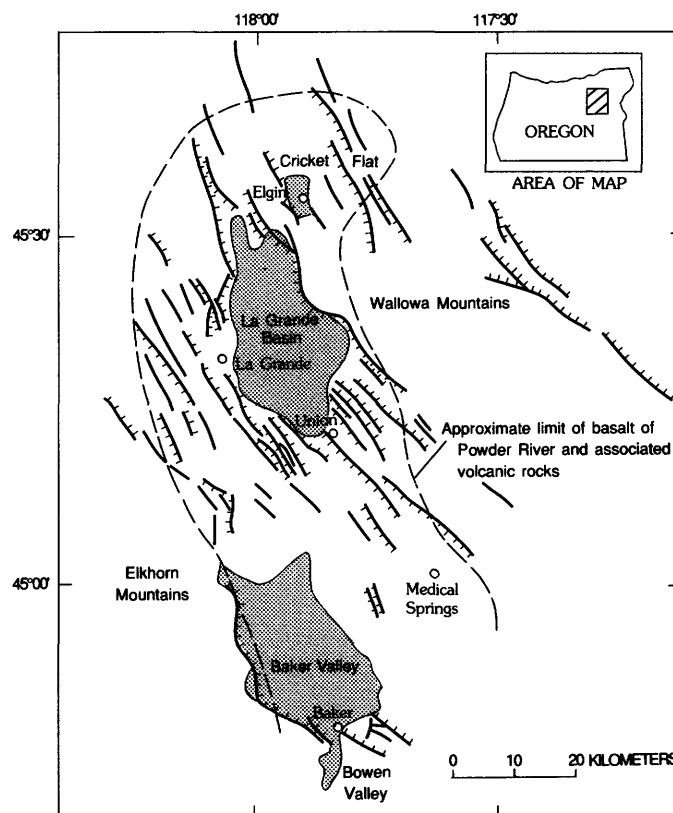 118°00'
117°30'
OREGON
AREA OF MAP
Cricket Flat
Elgin
45°30'
Wallowa Mountains
La Grande
Basin
La Grande
Union
Approximate limit of basalt of
Powder River and associated
volcanic rocks
45°00'
Elkhorn
Mountains
Medical
Springs
Baker Valley
Baker
Bowen
Valley
0 10 20 KILOMETERS